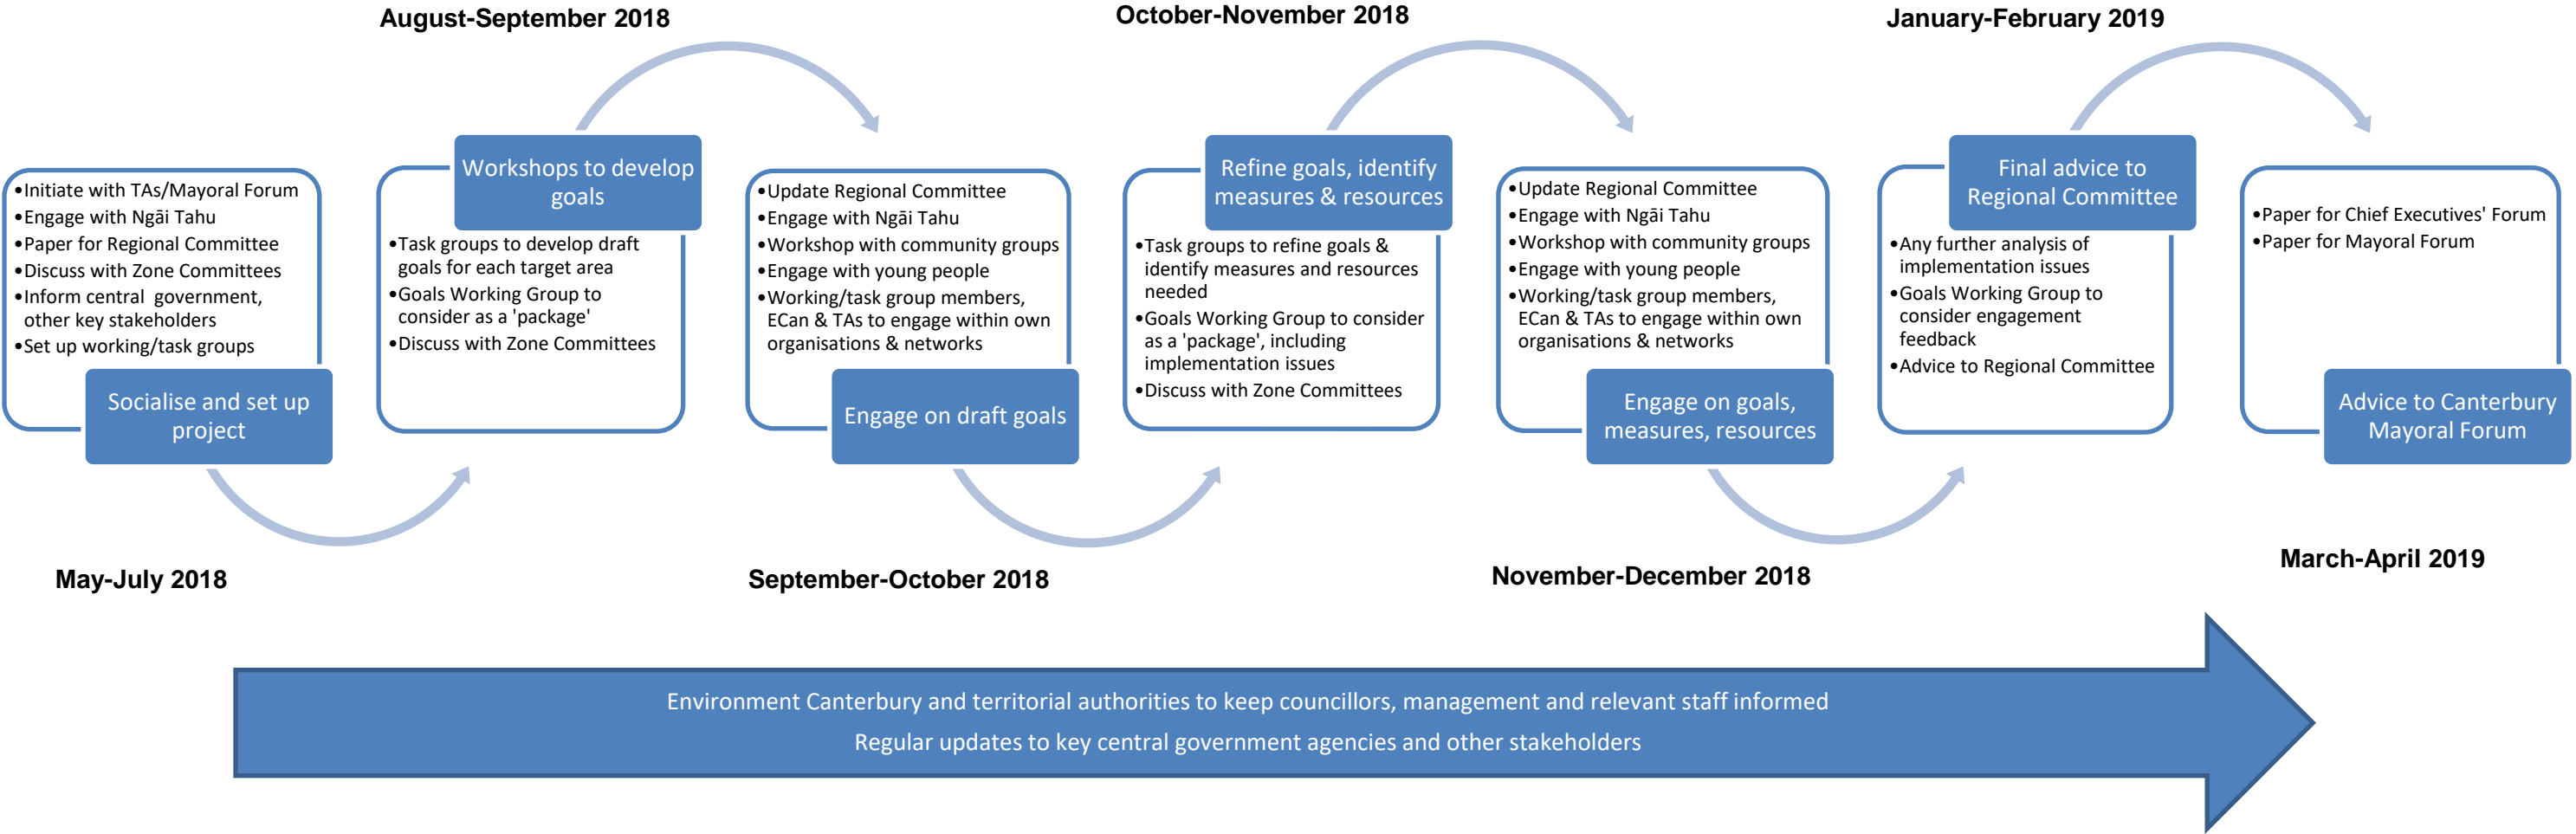 August-September 2018
October-November 2018
January-February 2019
•Initiate with TAs/Mayoral Forum
•Engage with Ngāi Tahu
•Paper for Regional Committee
•Discuss with Zone Committees
•Inform central government,
other key stakeholders
•Set up working/task groups
Socialise and set up
project
May-July 2018
Workshops to develop
goals
•Task groups to develop draft
goals for each target area
•Goals Working Group to
consider as a 'package'
•Discuss with Zone Committees
•Update Regional Committee
•Engage with Ngāi Tahu
•Workshop with community groups
•Engage with young people
•Working/task group members,
ECan & TAs to engage within own
organisations & networks
Engage on draft goals
September-October 2018
Refine goals, identify
measures & resources
•Task groups to refine goals &
identify measures and resources
needed
•Goals Working Group to consider
as a 'package', including
implementation issues
•Discuss with Zone Committees
•Update Regional Committee
•Engage with Ngāi Tahu
•Workshop with community groups
•Engage with young people
•Working/task group members,
ECan & TAs to engage within own
organisations & networks
Engage on goals,
measures, resources
November-December 2018
Final advice to
Regional Committee
•Any further analysis of
implementation issues
•Goals Working Group to
consider engagement
feedback
•Advice to Regional Committee
•Paper for Chief Executives' Forum
•Paper for Mayoral Forum
Advice to Canterbury
Mayoral Forum
March-April 2019
Environment Canterbury and territorial authorities to keep councillors, management and relevant staff informed
Regular updates to key central government agencies and other stakeholders